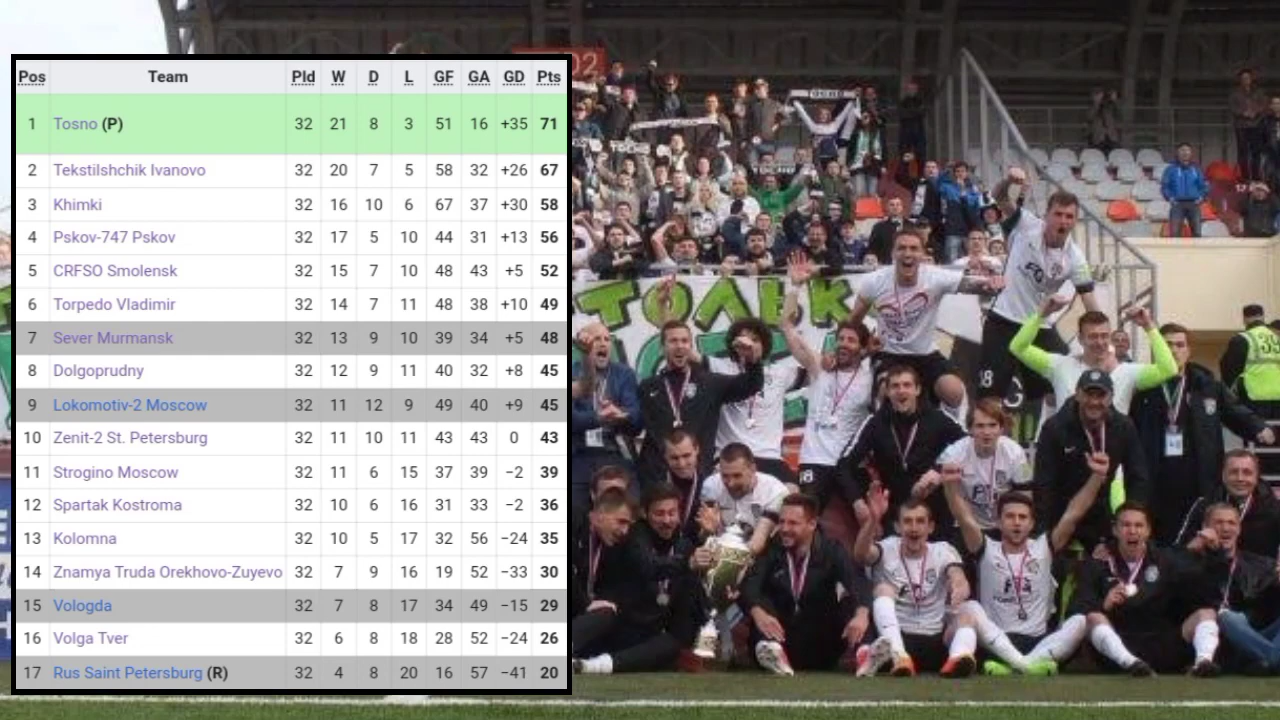 Pos Team Pld W D L GF GA GD Pts
1 Tosno (P) 32 21 8 3 51 16 +35 71
2 Tekstilshchik Ivanovo 32 20 7 5 58 32 +26 67
3 Khimki 32 16 10 6 67 37 +30 58
4 Pskov-747 Pskov 32 17 5 10 44 31 +13 56
5 CRFSO Smolensk 32 15 7 10 48 43 +5 52
6 Torpedo Vladimir 32 14 7 11 48 38 +10 49
7 Sever Murmansk 32 13 9 10 39 34 +5 48
8 Dolgoprudny 32 12 9 11 40 32 +8 45
9 Lokomotiv-2 Moscow 32 11 12 9 49 40 +9 45
10 Zenit-2 St. Petersburg 32 11 10 11 43 43 0 43
11 Strogino Moscow 32 11 6 15 37 39 −2 39
12 Spartak Kostroma 32 10 6 16 31 33 −2 36
13 Kolomna 32 10 5 17 32 56 −24 35
14 Znamya Truda Orekhovo-Zuyevo 32 7 9 16 19 52 −33 30
15 Vologda 32 7 8 17 34 49 −15 29
16 Volga Tver 32 6 8 18 28 52 −24 26
17 Rus Saint Petersburg (R) 32 4 8 20 16 57 −41 20
02
ТОЛЬК
39